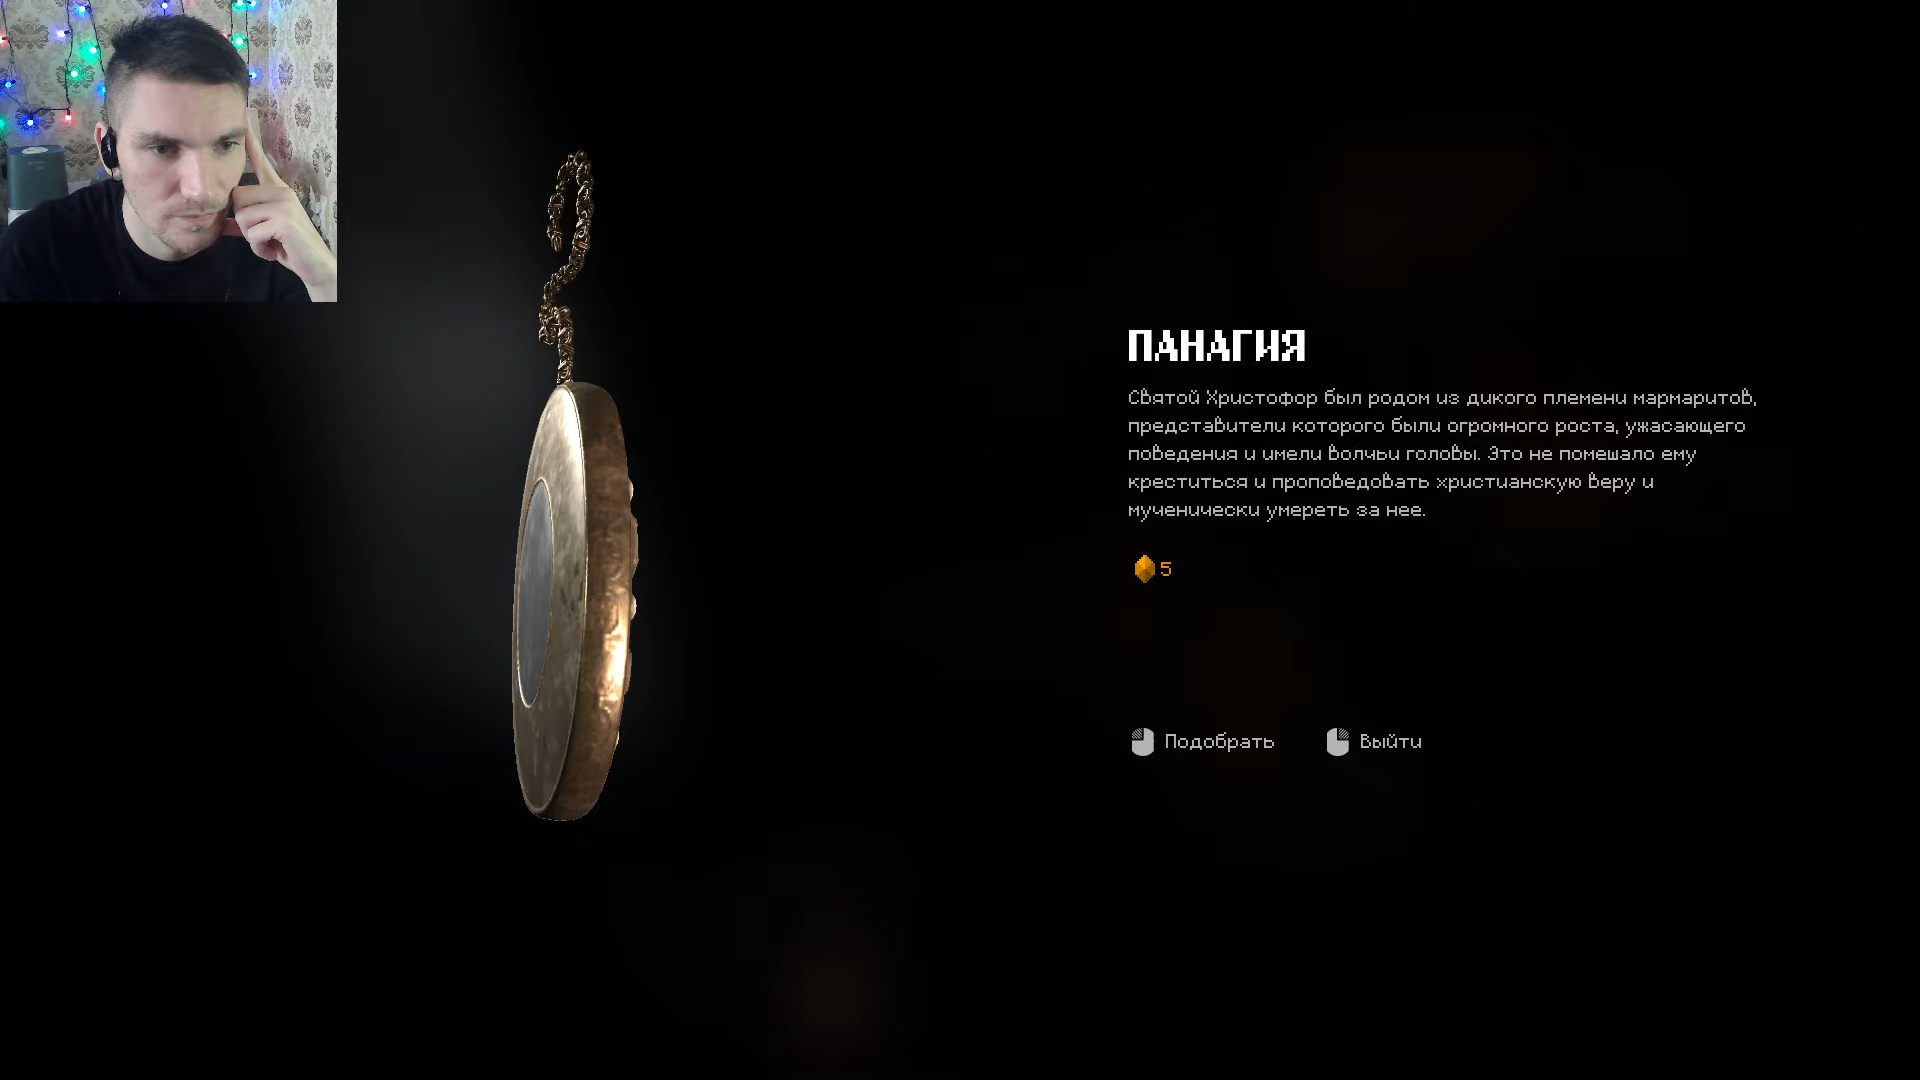 ПАНАГИЯ
Святой Христофор был родом из дикого племени мармаритов,
представители которого были огромного роста, ужасающего
поведения и имели волчьи головы. Это не помешало ему
креститься и проповедовать христианскую веру и
мученически умереть за нее.
5
Подобрать Выйти